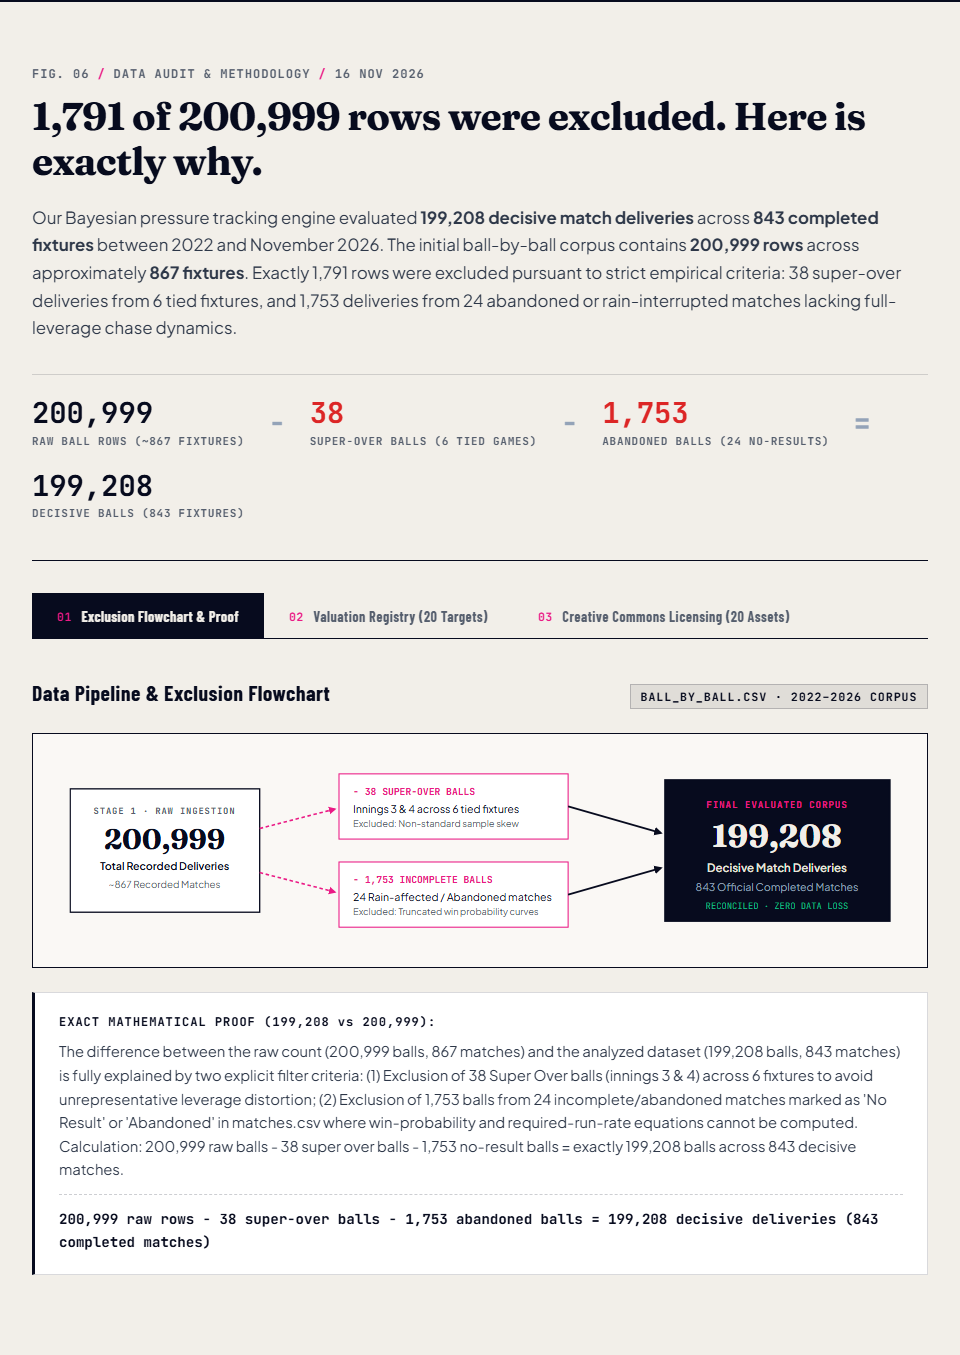 FIG. 06 / DATA AUDIT & METHODOLOGY / 16 NOV 2026
1,791 of 200,999 rows were excluded. Here is
exactly why.
Our Bayesian pressure tracking engine evaluated 199,208 decisive match deliveries across 843 completed
fixtures between 2022 and November 2026. The initial ball-by-ball corpus contains 200,999 rows across
approximately 867 fixtures. Exactly 1,791 rows were excluded pursuant to strict empirical criteria: 38 super-over
deliveries from 6 tied fixtures, and 1,753 deliveries from 24 abandoned or rain-interrupted matches lacking full-
leverage chase dynamics.
200,999 - 38 - 1,753 =
RAW BALL ROWS (~867 FIXTURES) SUPER-OVER BALLS (6 TIED GAMES) ABANDONED BALLS (24 NO-RESULTS)
199,208
DECISIVE BALLS (843 FIXTURES)
01 Exclusion Flowchart & Proof 02 Valuation Registry (20 Targets) 03 Creative Commons Licensing (20 Assets)
Data Pipeline & Exclusion Flowchart
BALL_BY_BALL.CSV · 2022–2026 CORPUS
STAGE 1 · RAW INGESTION
200,999
Total Recorded Deliveries
~867 Recorded Matches
- 38 SUPER-OVER BALLS
Innings 3 & 4 across 6 tied fixtures
Excluded: Non-standard sample skew
- 1,753 INCOMPLETE BALLS
24 Rain-affected / Abandoned matches
Excluded: Truncated win probability curves
FINAL EVALUATED CORPUS
199,208
Decisive Match Deliveries
843 Official Completed Matches
RECONCILED · ZERO DATA LOSS
EXACT MATHEMATICAL PROOF (199,208 vs 200,999):
The difference between the raw count (200,999 balls, 867 matches) and the analyzed dataset (199,208 balls, 843 matches)
is fully explained by two explicit filter criteria: (1) Exclusion of 38 Super Over balls (innings 3 & 4) across 6 fixtures to avoid
unrepresentative leverage distortion; (2) Exclusion of 1,753 balls from 24 incomplete/abandoned matches marked as 'No
Result' or 'Abandoned' in matches.csv where win-probability and required-run-rate equations cannot be computed.
Calculation: 200,999 raw balls - 38 super over balls - 1,753 no-result balls = exactly 199,208 balls across 843 decisive
matches.
200,999 raw rows - 38 super-over balls - 1,753 abandoned balls = 199,208 decisive deliveries (843
completed matches)